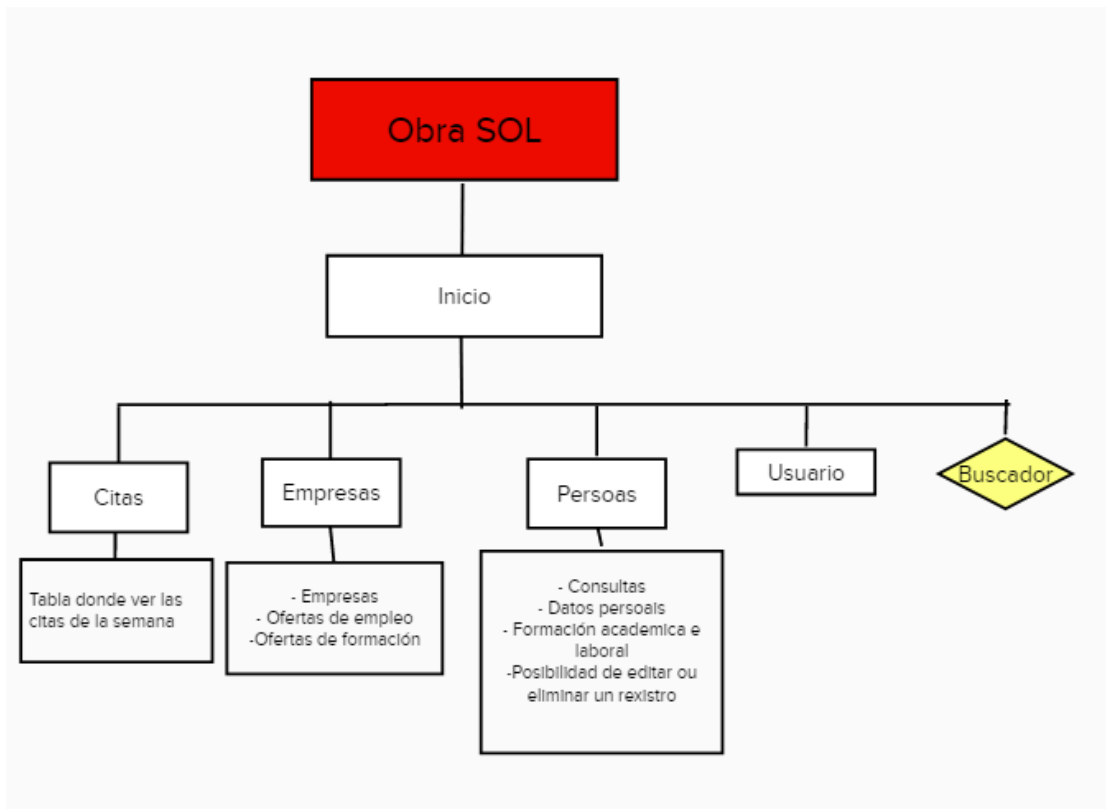 Obra SOL
Inicio
Citas
Empresas
Persoas
Usuario
Buscador
Tabla donde ver las
citas de la semana
- Empresas
- Ofertas de empleo
-Ofertas de formación
- Consultas
- Datos persoais
- Formación academica e
laboral
-Posibilidad de editar ou
eliminar un rexistro